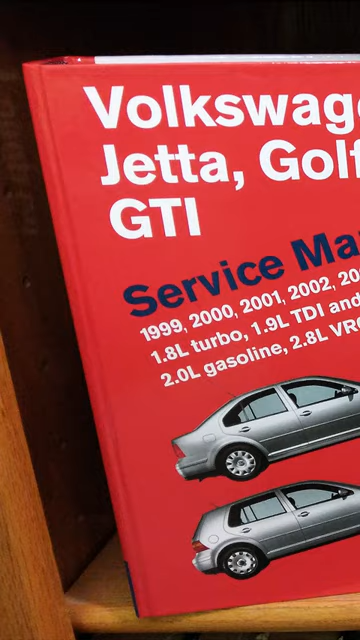 Volkswag
Jetta, Golf
GTI
Service Ma
1999, 2000, 2001, 2002, 20
1.8L turbo, 1.9L TDI and
2.0L gasoline, 2.8L VR